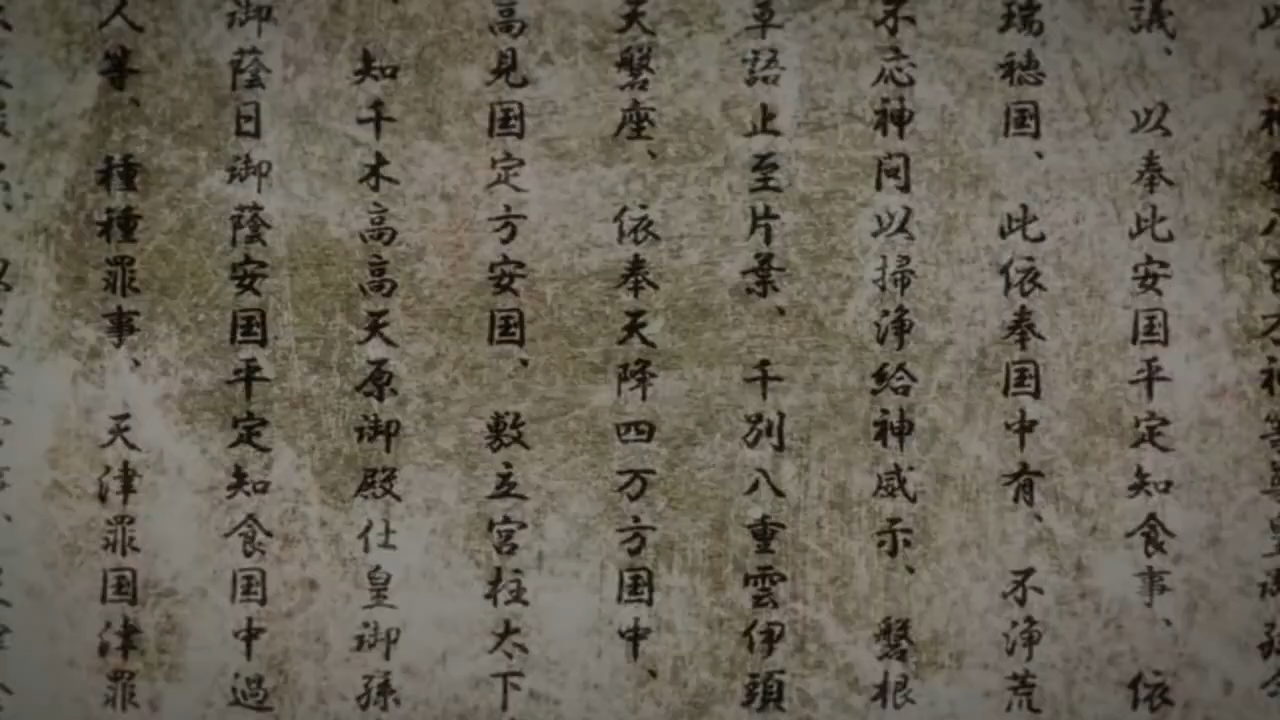 議、以奉此安国平定知食事、依
瑞穂国、此依奉国中有、不浄荒
不応神問以掃浄給神威示、磐根
草語止至片葉、千別八重雲伊頭
天磐座、依奉天降四万方国中、
高見国定方安国、敷立宮柱太下
知千木高高天原御殿仕皇御孫
御蔭日御蔭安国平定知食国中過
人等、種種罪事、天津罪国津罪